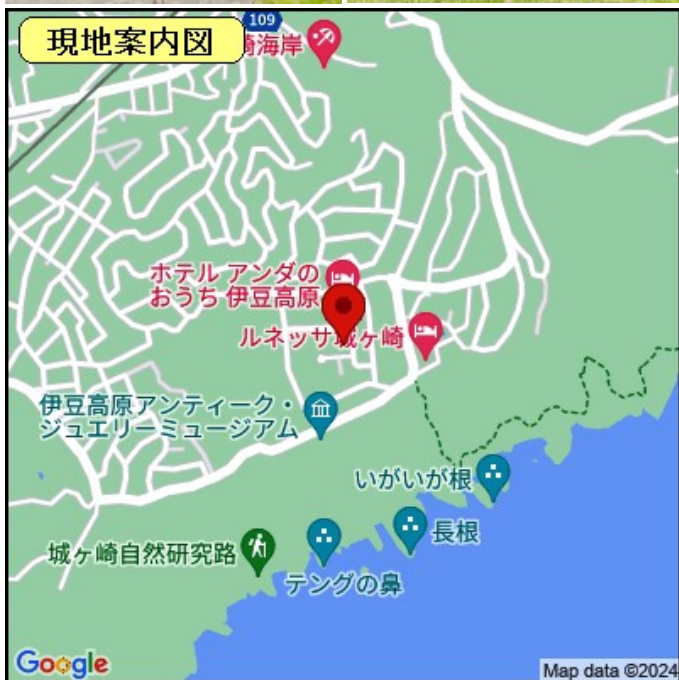 現地案内図
109
崎海岸
ホテル アンダの
おうち 伊豆高原
ルネッサ城ヶ崎
伊豆高原アンティーク・
ジュエリーミュージアム
いがいが根
長根
城ヶ崎自然研究路
テングの鼻
Google
Map data ©2024